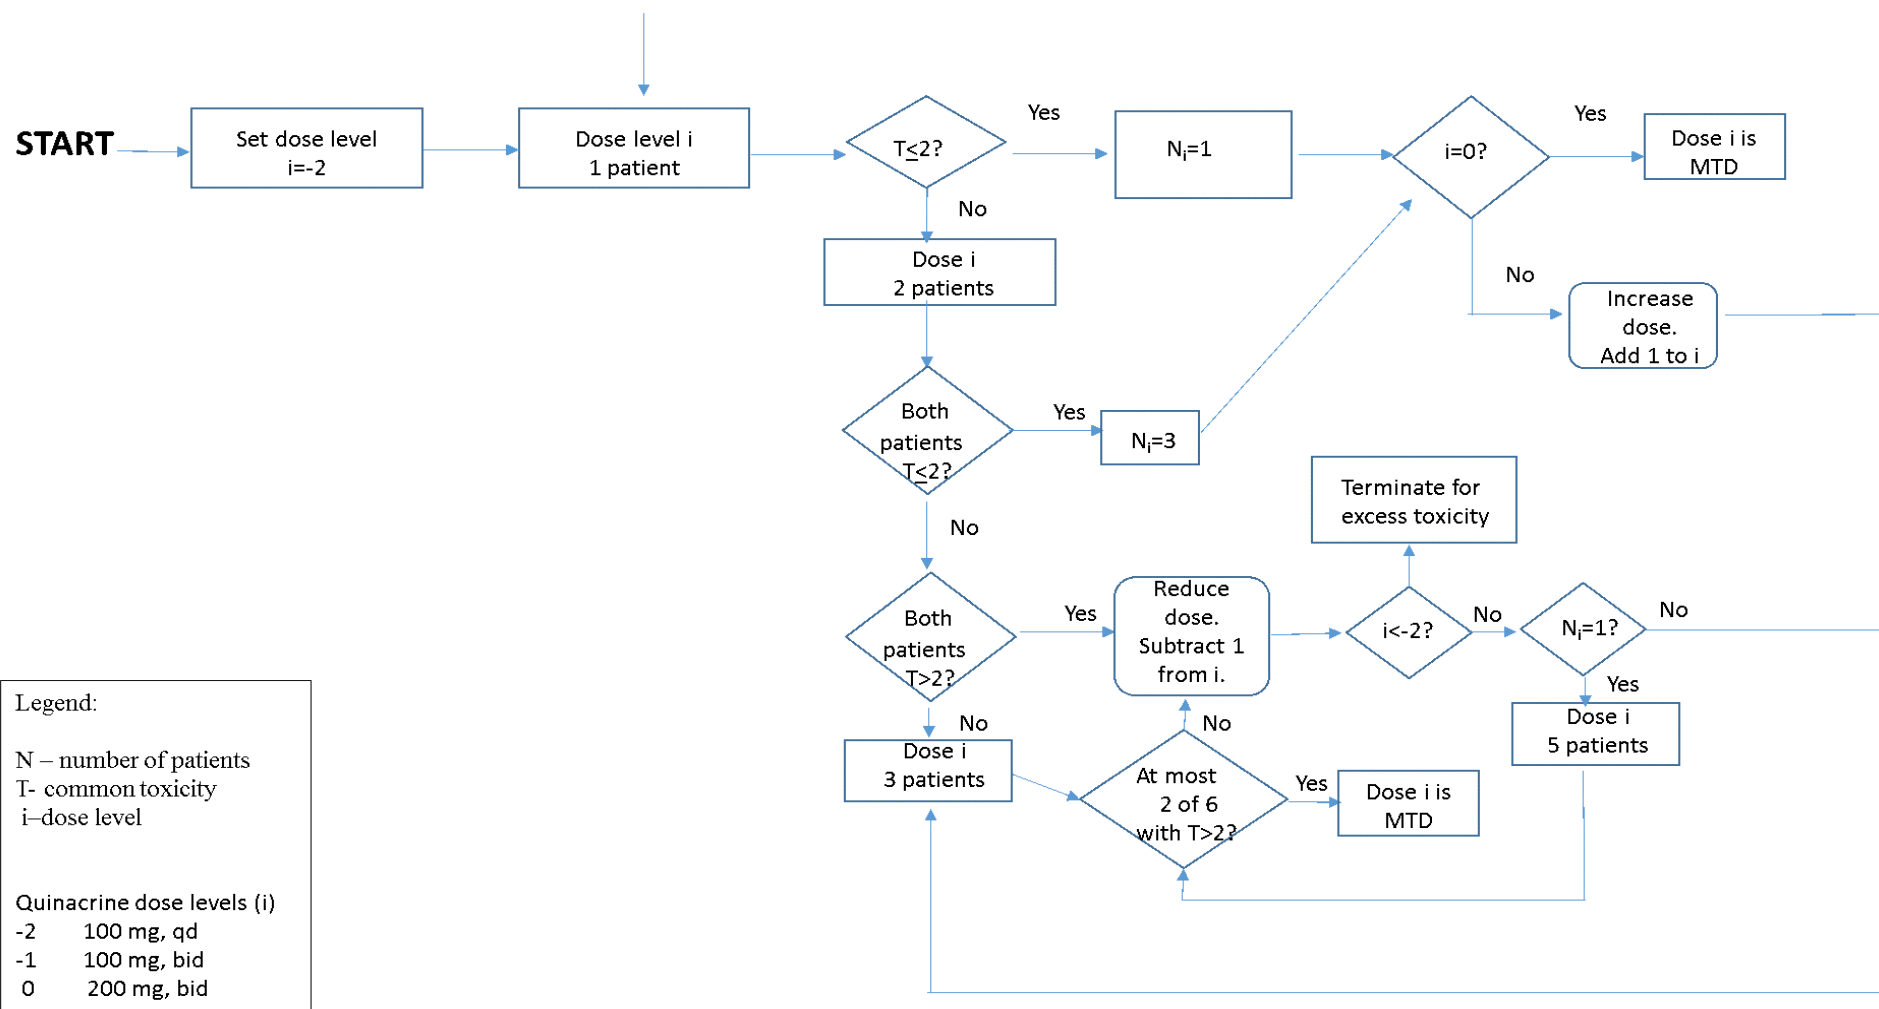 START
Set dose level
i=-2
Dose level i
1 patient
T≤2?
Yes
Nᵢ=1
i=0?
Yes
Dose i is
MTD
No
Dose i
2 patients
No
Increase
dose.
Add 1 to i
Both
patients
T≤2?
Yes
Nᵢ=3
No
Terminate for
excess toxicity
Both
patients
T>2?
Yes
Reduce
dose.
Subtract 1
from i.
i<-2?
No
Nᵢ=1?
No
Yes
Dose i
5 patients
No
Dose i
3 patients
No
At most
2 of 6
with T>2?
Yes
Dose i is
MTD
Legend:
N – number of patients
T- common toxicity
i–dose level
Quinacrine dose levels (i)
-2 100 mg, qd
-1 100 mg, bid
0 200 mg, bid